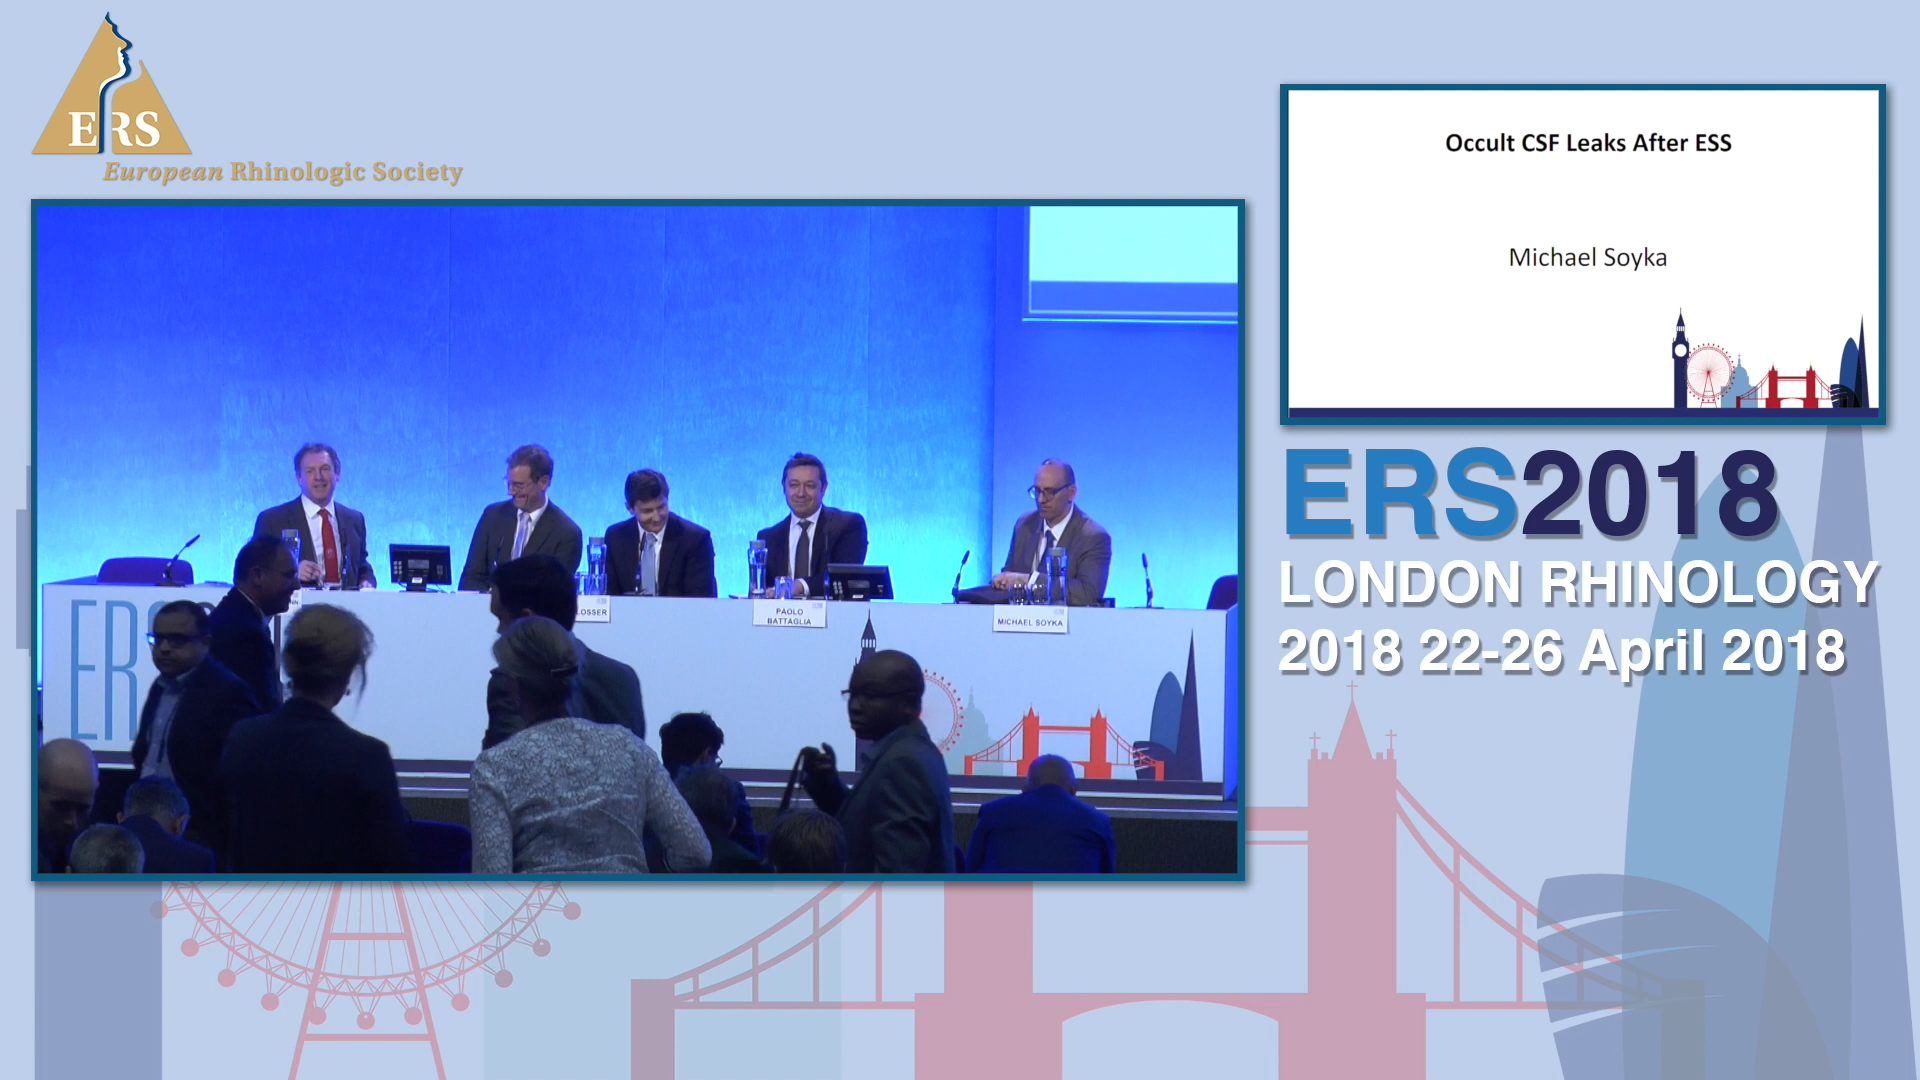 ERS
European Rhinologic Society
Occult CSF Leaks After ESS
Michael Soyka
ERS2018
LONDON RHINOLOGY
2018 22-26 April 2018
PAOLO
BATTAGLIA
MICHAEL SOYKA